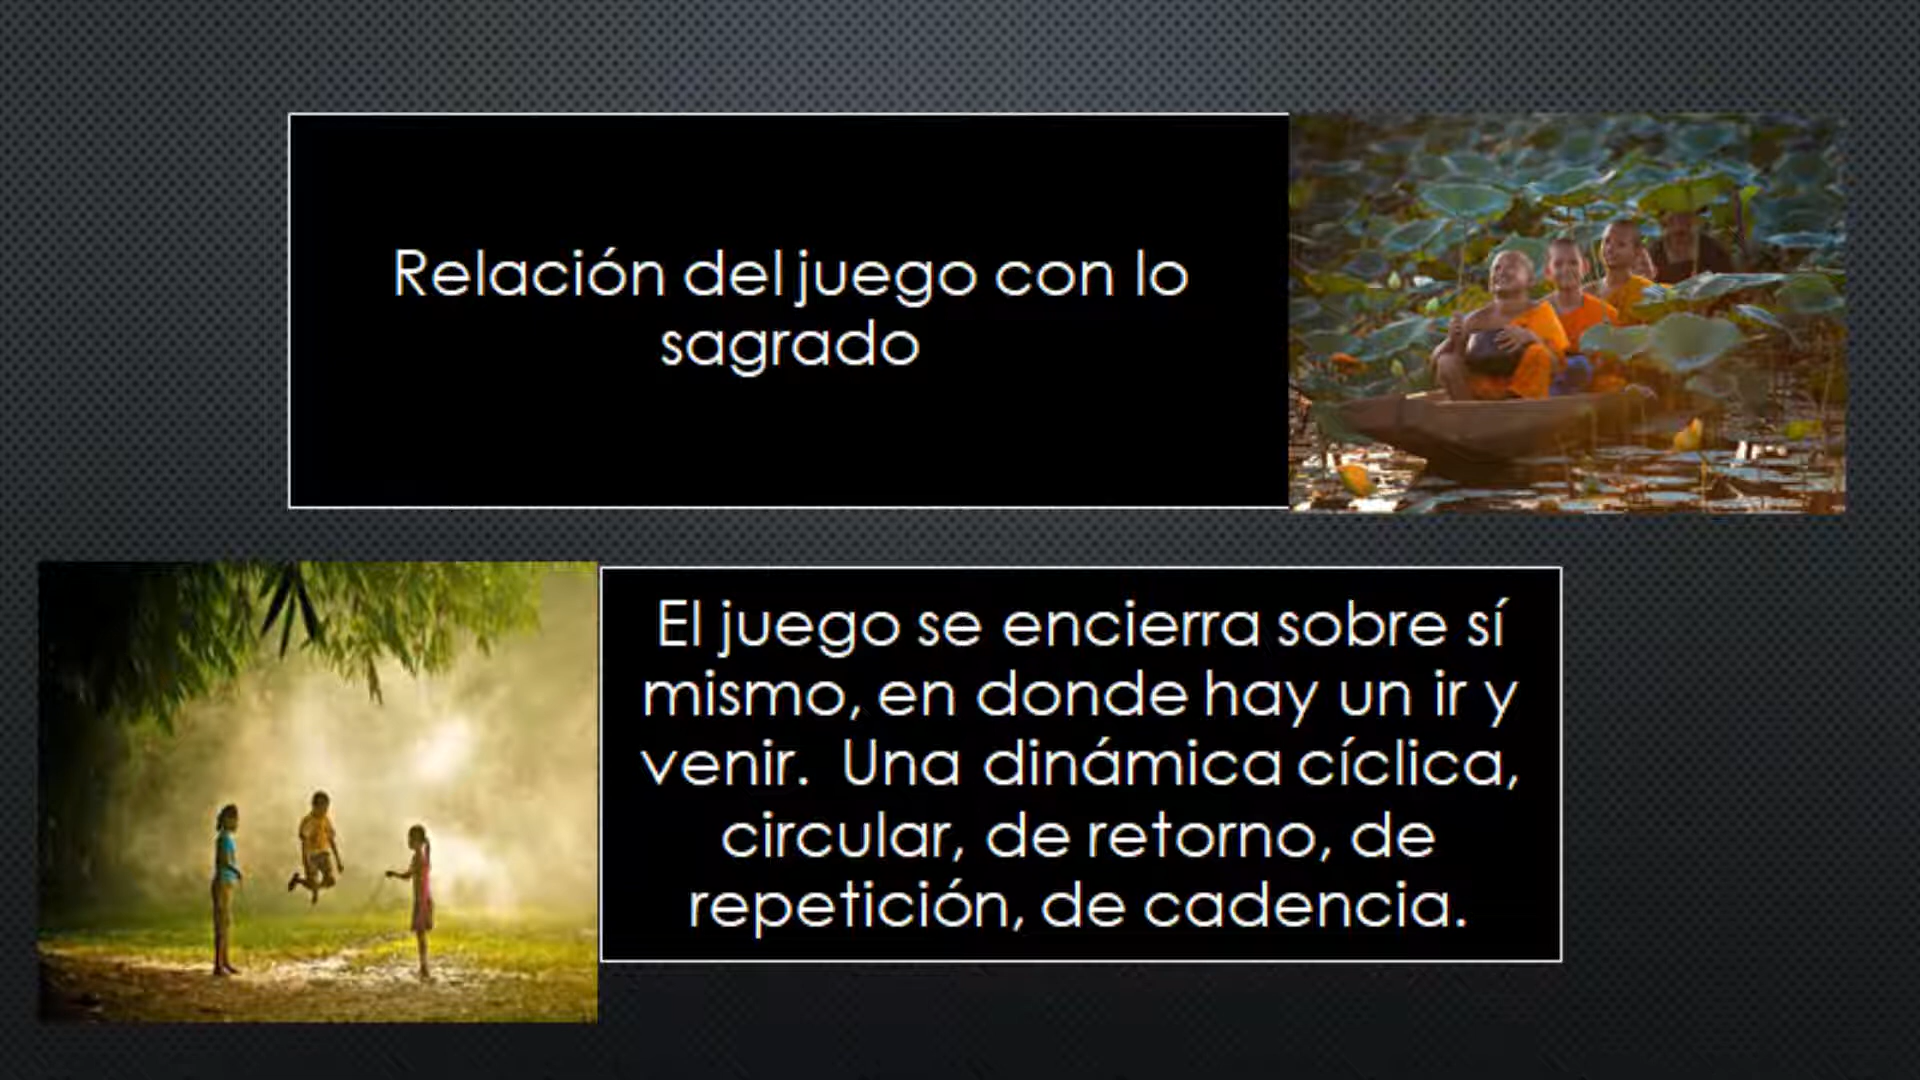 Relación del juego con lo
sagrado
El juego se encierra sobre sí
mismo, en donde hay un ir y
venir.  Una dinámica cíclica,
circular, de retorno, de
repetición, de cadencia.